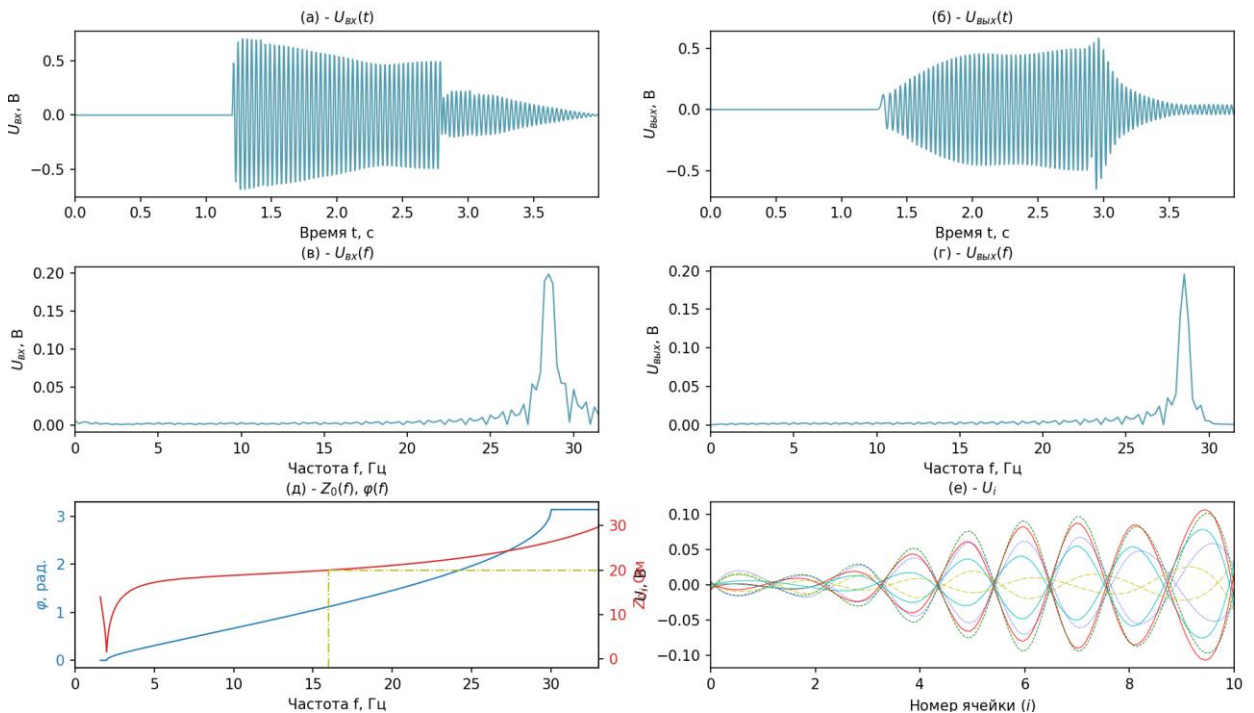 (а) - Uвх(t)
Uвх, В
0.5
0.0
−0.5
0.0 0.5 1.0 1.5 2.0 2.5 3.0 3.5
Время t, с
(б) - Uвых(t)
Uвых, В
0.5
0.0
−0.5
0.0 0.5 1.0 1.5 2.0 2.5 3.0 3.5
Время t, с
(в) - Uвх(f)
Uвх, В
0.20
0.15
0.10
0.05
0.00
0 5 10 15 20 25 30
Частота f, Гц
(г) - Uвых(f)
Uвых, В
0.20
0.15
0.10
0.05
0.00
0 5 10 15 20 25 30
Частота f, Гц
(д) - Z0(f), φ(f)
φ, рад.
3
2
1
0
30
20
10
0
0 5 10 15 20 25 30
Частота f, Гц
(е) - Ui
0.10
0.05
0.00
−0.05
−0.10
0 2 4 6 8 10
Номер ячейки (i)